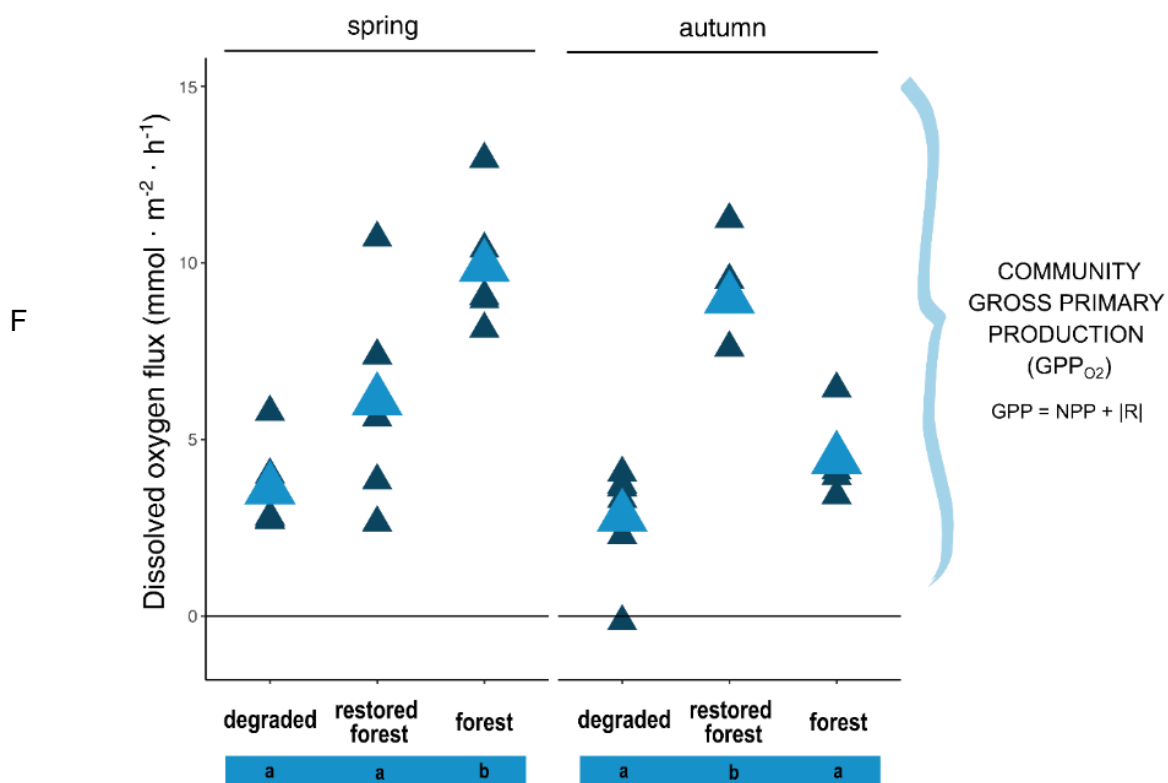 spring
autumn
Dissolved oxygen flux (mmol · m⁻² · h⁻¹)
15
10
5
0
F
COMMUNITY
GROSS PRIMARY
PRODUCTION
(GPP_O2)
GPP = NPP + |R|
degraded
restored
forest
forest
degraded
restored
forest
forest
a a b
a b a